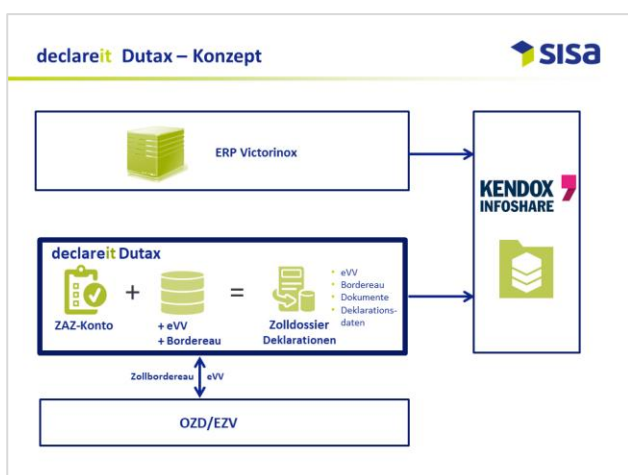 declareit Dutax – Konzept
sisa
ERP Victorinox
KENDOX
INFOSHARE
declareit Dutax
+
=
ZAZ-Konto
+ eVV
+ Bordereau
Zolldossier
Deklarationen
• eVV
• Bordereau
• Dokumente
• Deklarations-
daten
Zollbordereau
eVV
OZD/EZV